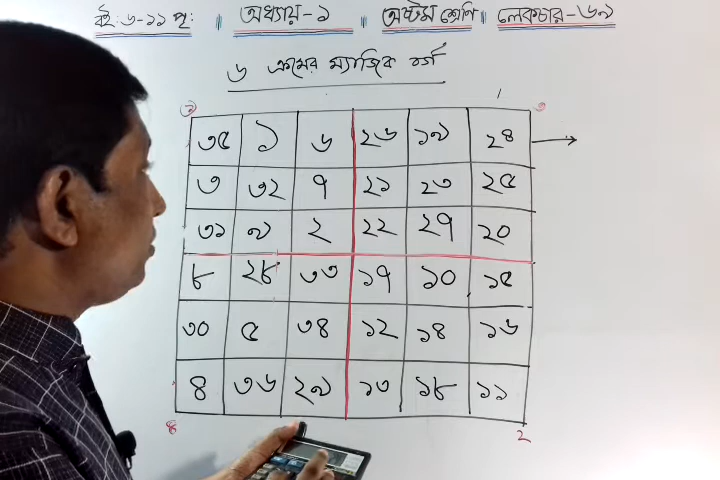 বই: ৬-১১ পৃ: অধ্যায়-১ অষ্টম শ্রেণি লেকচার-৬৯
৬ ক্রমের ম্যাজিক বর্গ
১ ৩
৩৫ ১ ৬ ২৬ ১৯ ২৪
৩ ৩২ ৭ ২১ ২৩ ২৫
৩১ ৯ ২ ২২ ২৭ ২০
৮ ২৮ ৩৩ ১৭ ১০ ১৫
৩০ ৫ ৩৪ ১২ ১৪ ১৬
৪ ৩৬ ২৯ ১৩ ১৮ ১১
৪ ২